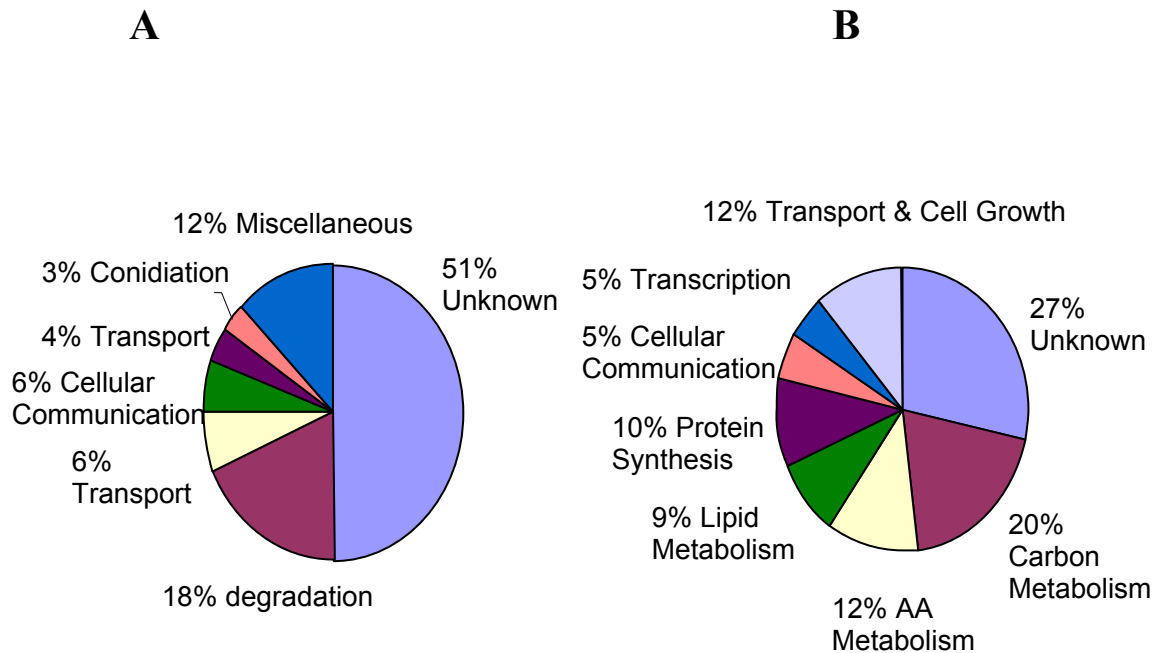 A
12% Miscellaneous
3% Conidiation
4% Transport
6% Cellular
Communication
6%
Transport
18% degradation
51%
Unknown
B
12% Transport & Cell Growth
5% Transcription
5% Cellular
Communication
10% Protein
Synthesis
9% Lipid
Metabolism
12% AA
Metabolism
20%
Carbon
Metabolism
27%
Unknown